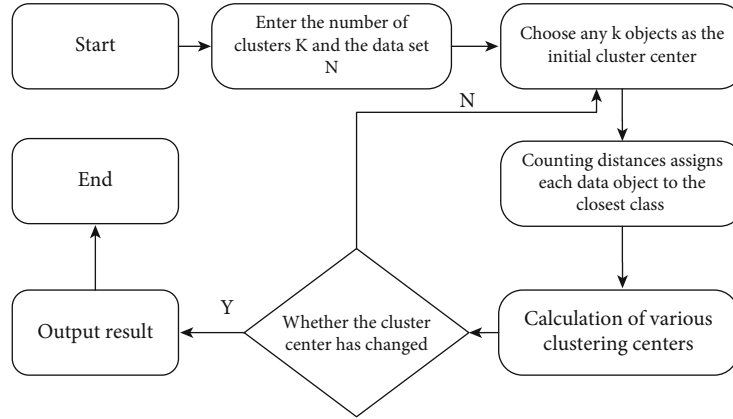 Start
Enter the number of
clusters K and the data set
N
Choose any k objects as the
initial cluster center
N
Counting distances assigns
each data object to the
closest class
End
Y
Output result
Whether the cluster
center has changed
Calculation of various
clustering centers